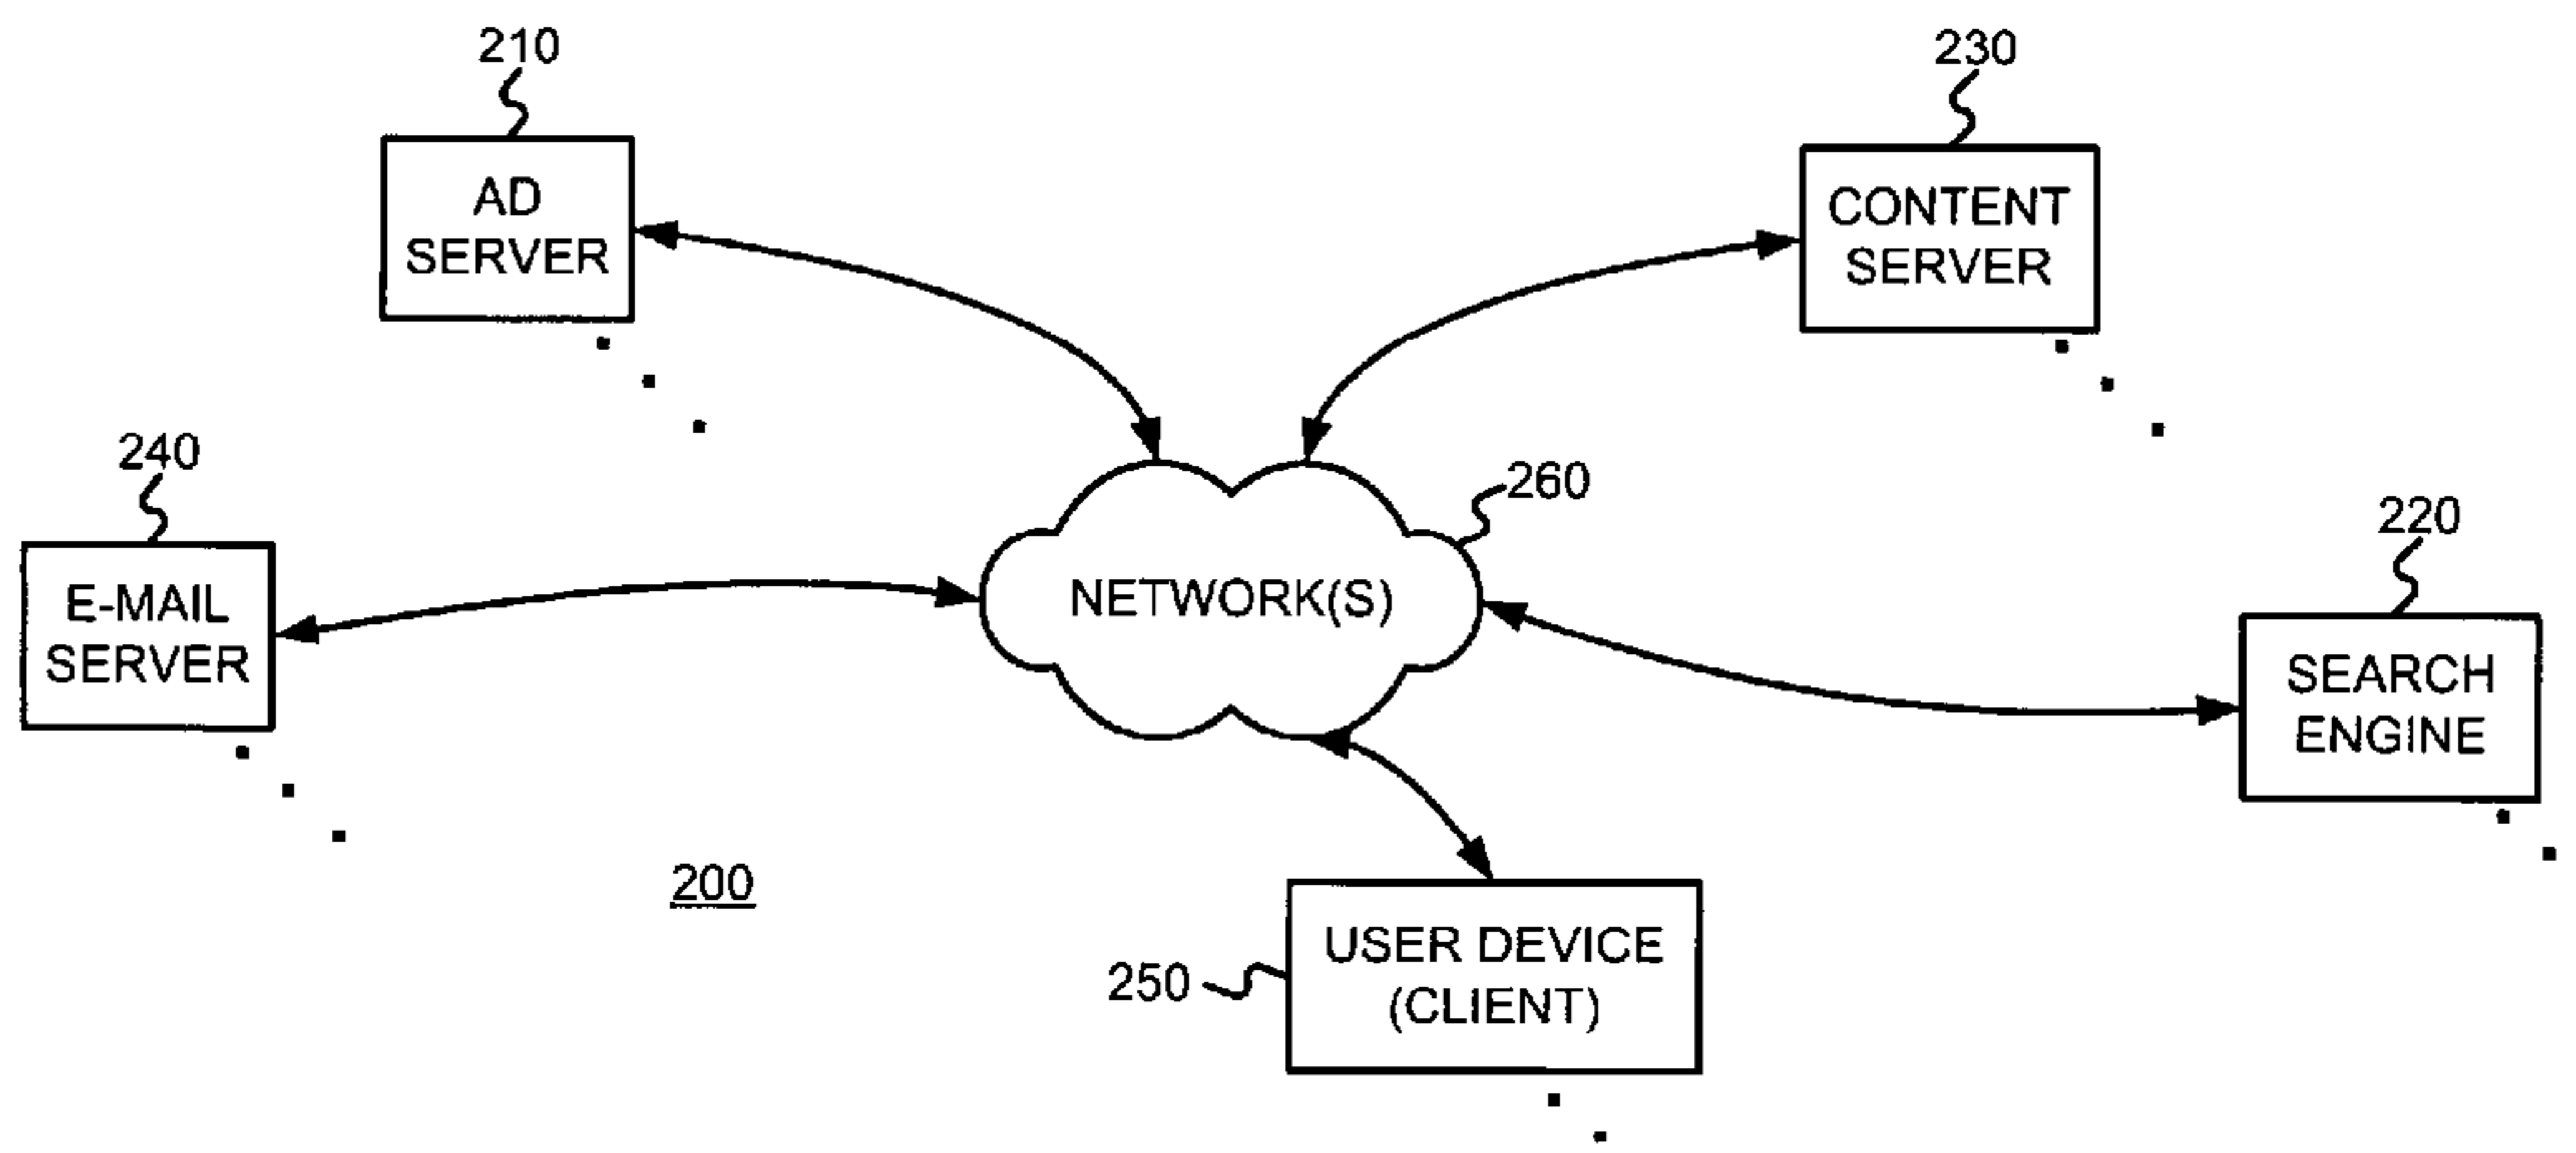 210
AD
SERVER
230
CONTENT
SERVER
240
E-MAIL
SERVER
260
NETWORK(S)
220
SEARCH
ENGINE
200
250
USER DEVICE
(CLIENT)